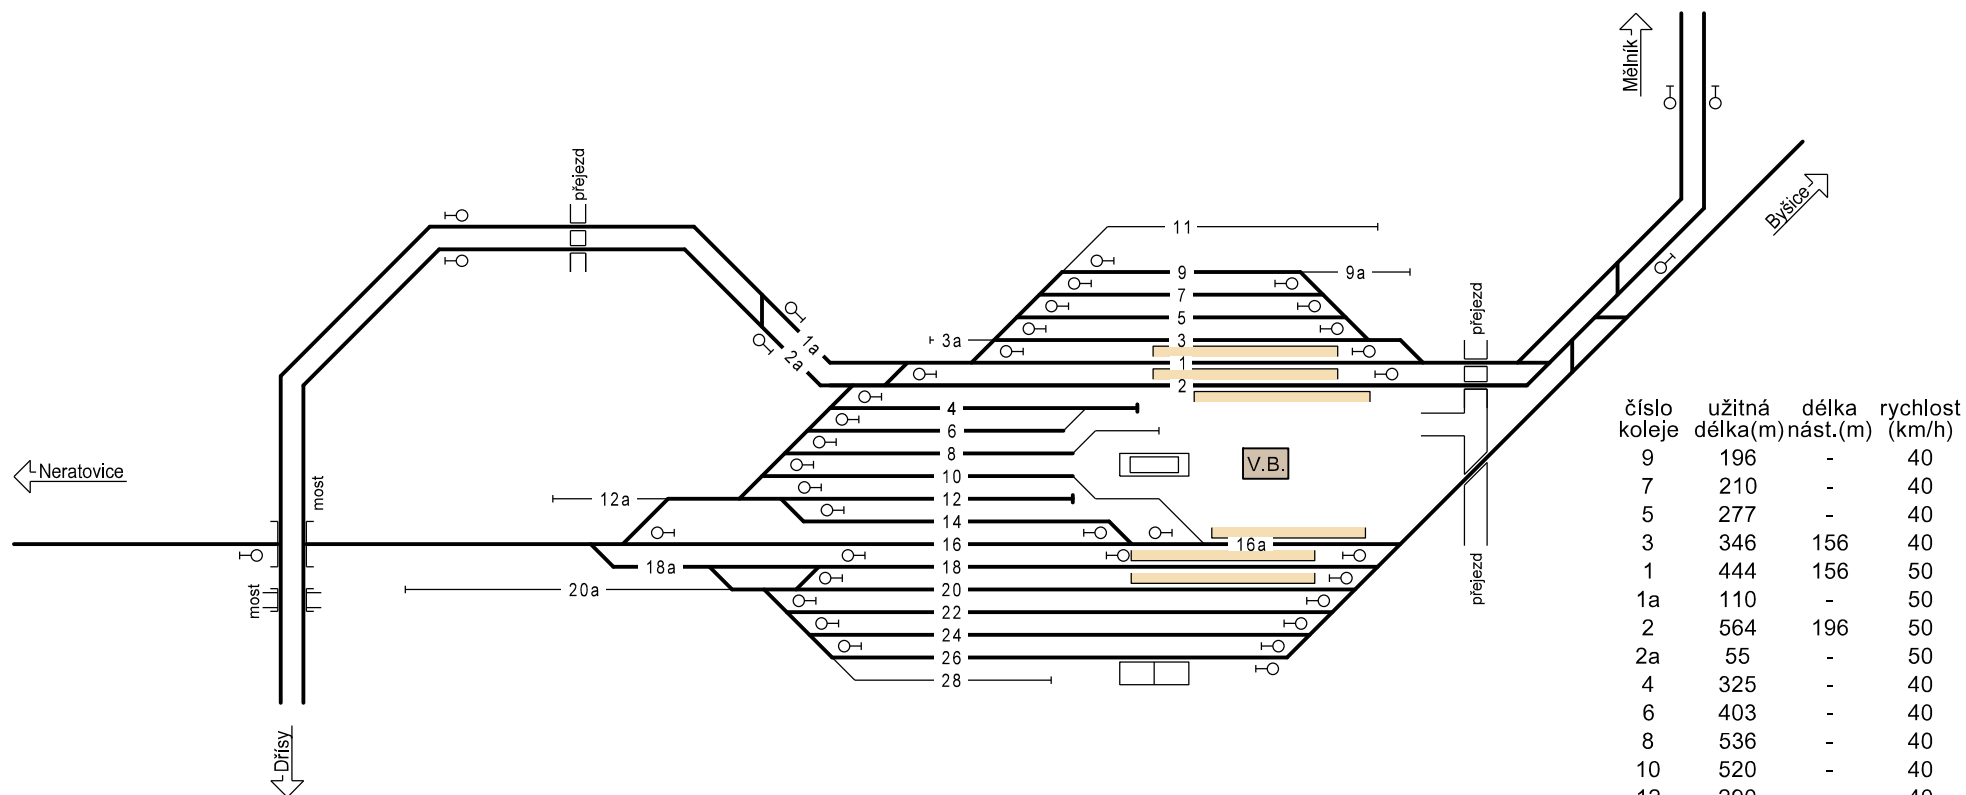 Mělník
Byšice
přejezd
přejezd
přejezd
11
9
9a
7
5
3a
3
1a
1
2a
2
4
6
8
V.B.
10
Neratovice
most
12a
12
14
16
16a
18a
18
most
20a
20
22
24
26
28
Dřísy
číslo užitná délka rychlost
koleje délka(m) nást.(m) (km/h)
9 196 - 40
7 210 - 40
5 277 - 40
3 346 156 40
1 444 156 50
1a 110 - 50
2 564 196 50
2a 55 - 50
4 325 - 40
6 403 - 40
8 536 - 40
10 520 - 40